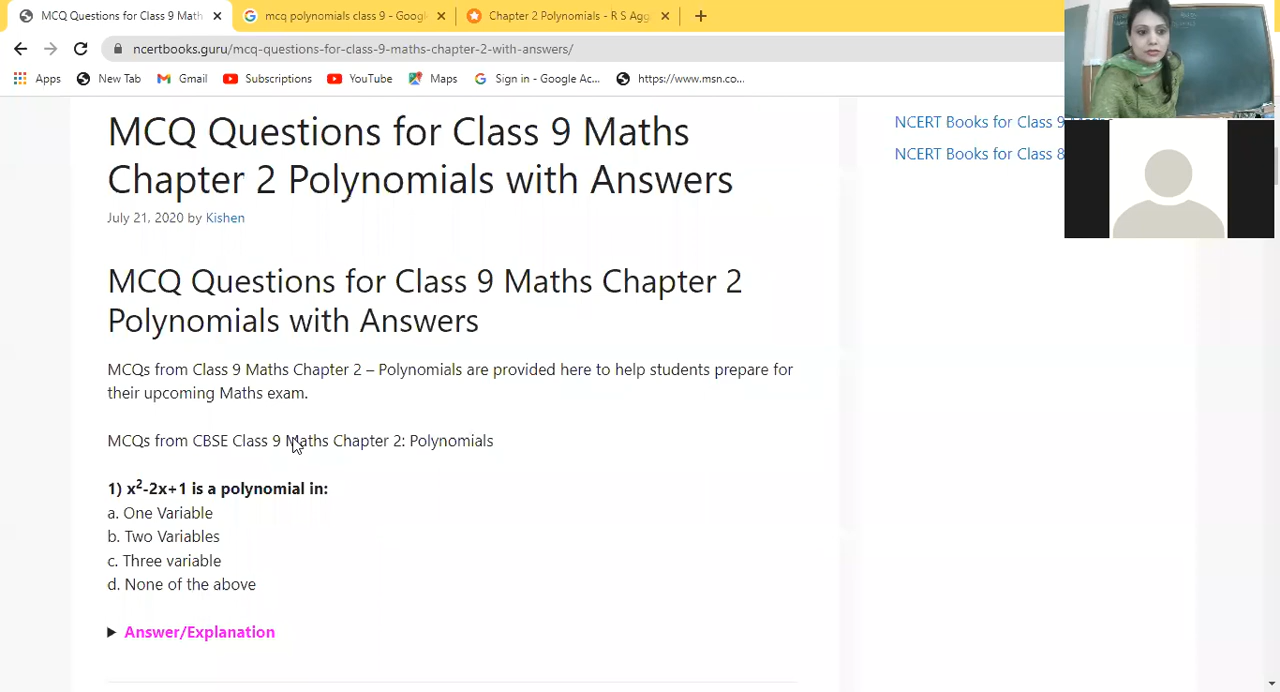 MCQ Questions for Class 9 Math
mcq polynomials class 9 - Googl
Chapter 2 Polynomials - R S Agg
ncertbooks.guru/mcq-questions-for-class-9-maths-chapter-2-with-answers/
Apps
New Tab
Gmail
Subscriptions
YouTube
Maps
Sign in - Google Ac...
https://www.msn.co...
MCQ Questions for Class 9 Maths
Chapter 2 Polynomials with Answers
July 21, 2020 by Kishen
NCERT Books for Class 9
NCERT Books for Class 8
MCQ Questions for Class 9 Maths Chapter 2
Polynomials with Answers
MCQs from Class 9 Maths Chapter 2 – Polynomials are provided here to help students prepare for
their upcoming Maths exam.
MCQs from CBSE Class 9 Maths Chapter 2: Polynomials
1) x²-2x+1 is a polynomial in:
a. One Variable
b. Two Variables
c. Three variable
d. None of the above
Answer/Explanation